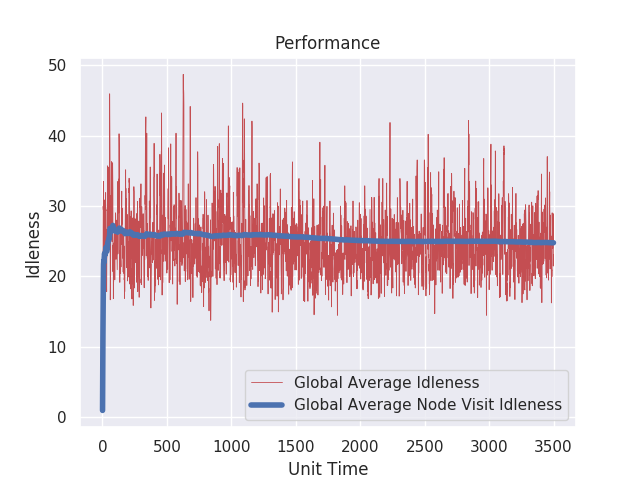 Performance
50
40
30
20
10
0
Idleness
Global Average Idleness
Global Average Node Visit Idleness
0 500 1000 1500 2000 2500 3000 3500
Unit Time